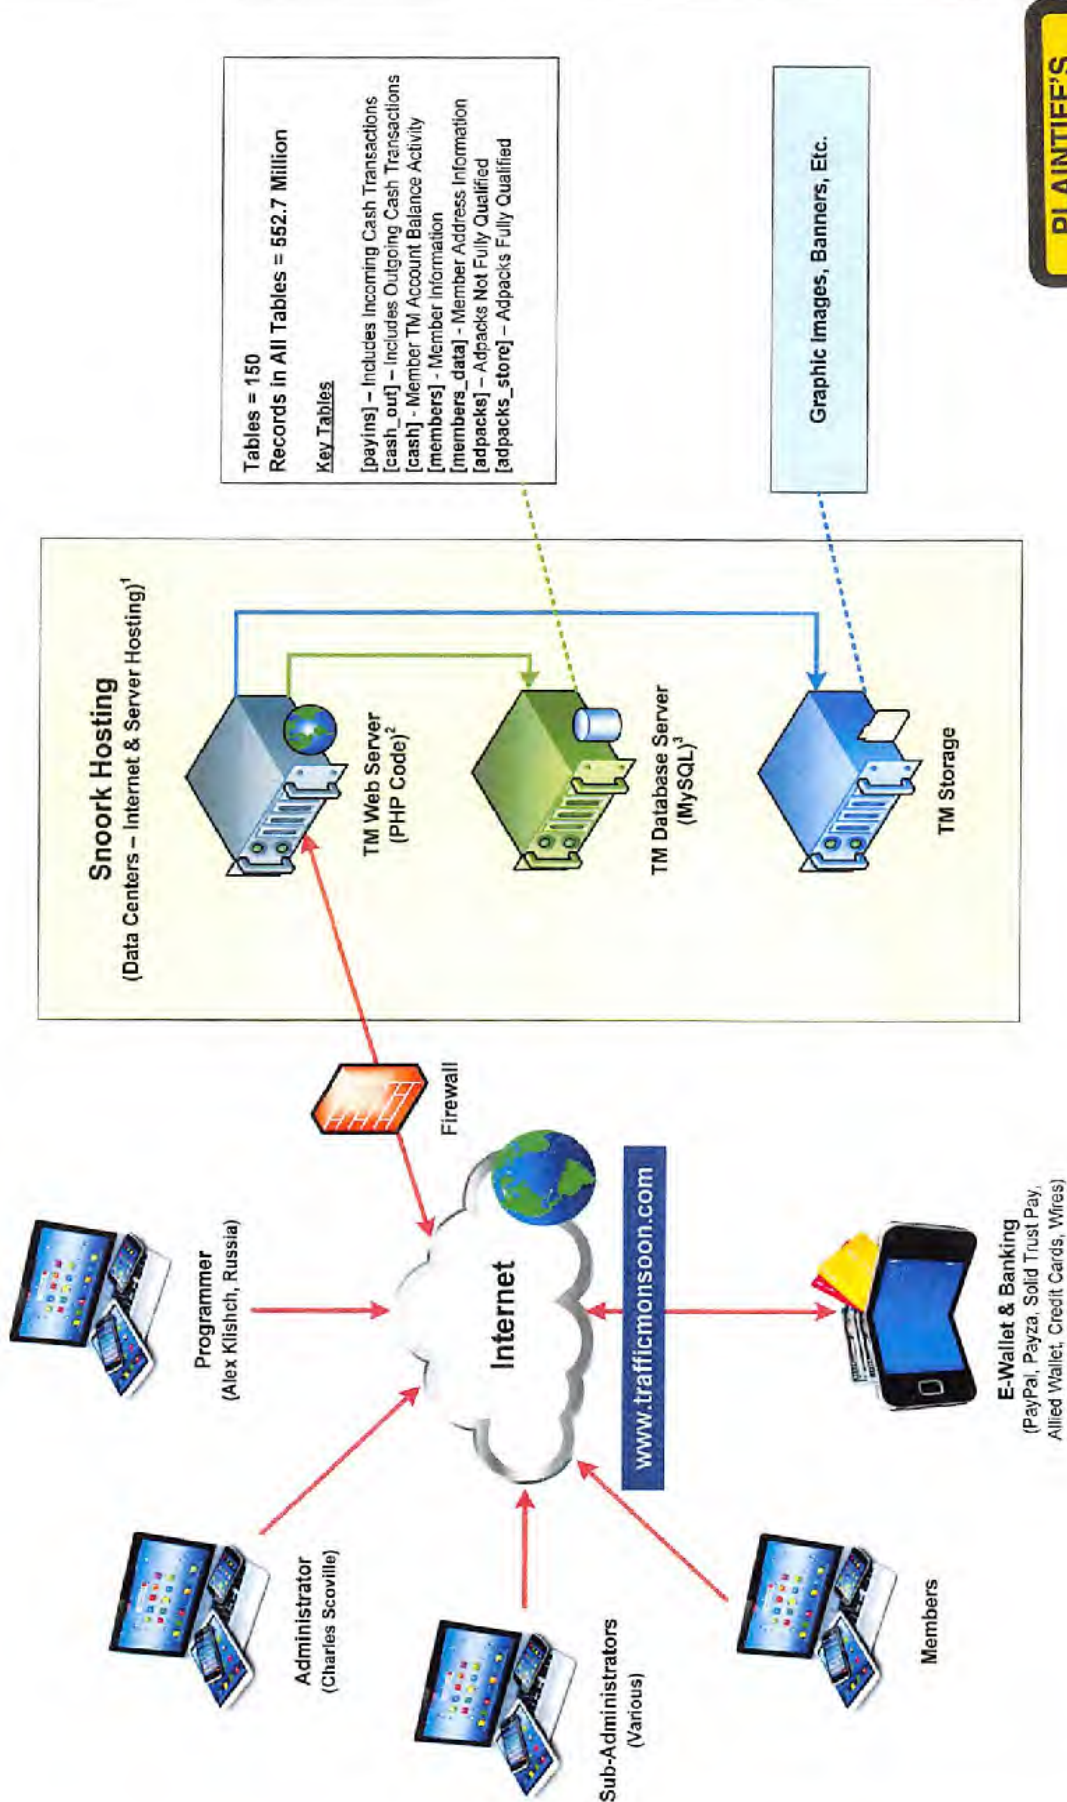 Programmer
(Alex Klishch, Russia)
Administrator
(Charles Scoville)
Sub-Administrators
(Various)
Members
Internet
www.trafficmonsoon.com
E-Wallet & Banking
(PayPal, Payza, Solid Trust Pay,
Allied Wallet, Credit Cards, Wires)
Firewall
Snoork Hosting
(Data Centers – Internet & Server Hosting)¹
TM Web Server
(PHP Code)²
TM Database Server
(MySQL)³
TM Storage
Tables = 150
Records in All Tables = 552.7 Million
Key Tables
[payins] – Includes Incoming Cash Transactions
[cash_out] – Includes Outgoing Cash Transactions
[cash] - Member TM Account Balance Activity
[members] - Member Information
[members_data] - Member Address Information
[adpacks] – Adpacks Not Fully Qualified
[adpacks_store] – Adpacks Fully Qualified
Graphic Images, Banners, Etc.
PLAINTIFF'S